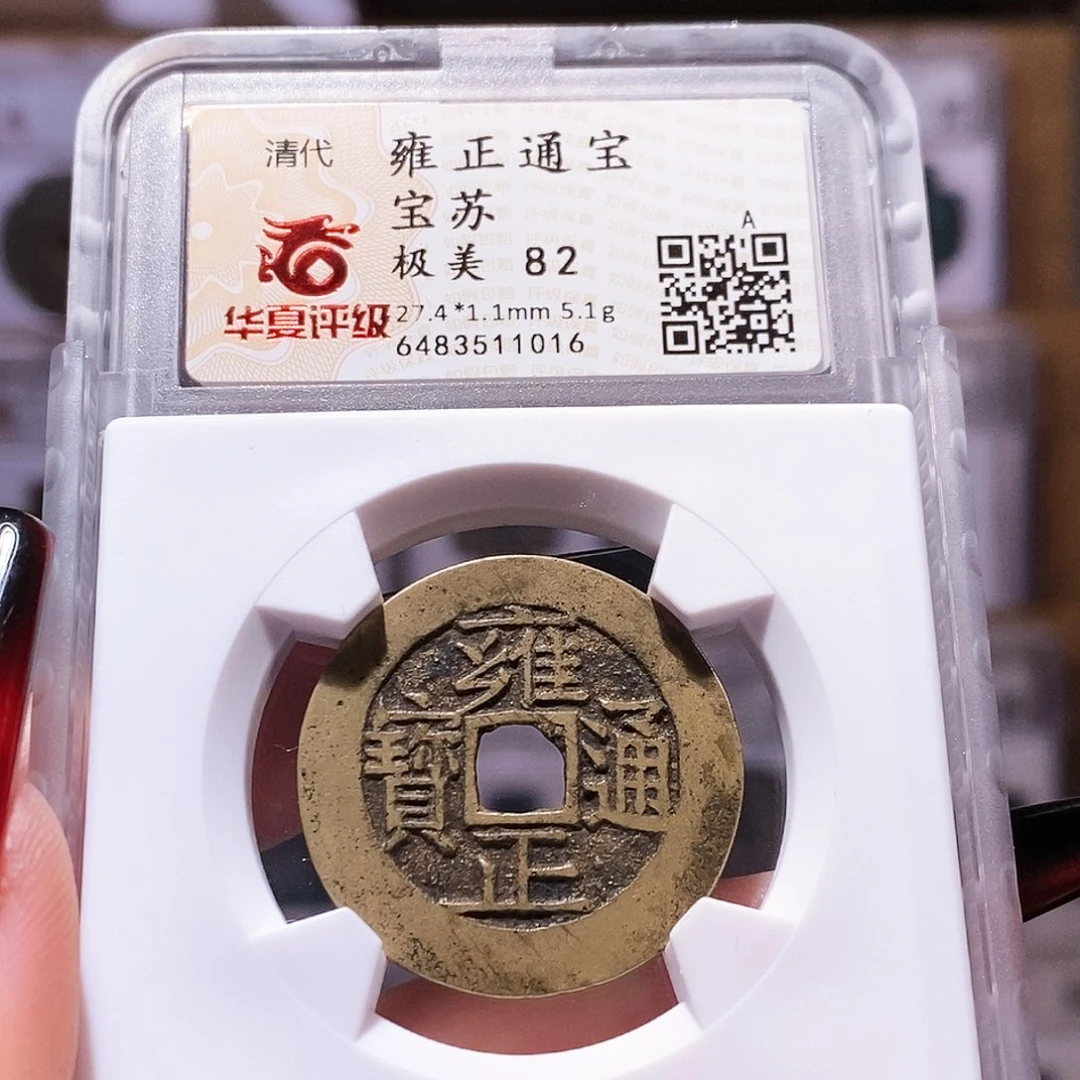 清代
雍正通宝
宝苏
极美 82
华夏评级
27.4*1.1mm 5.1g
6483511016
A
雍正通寶